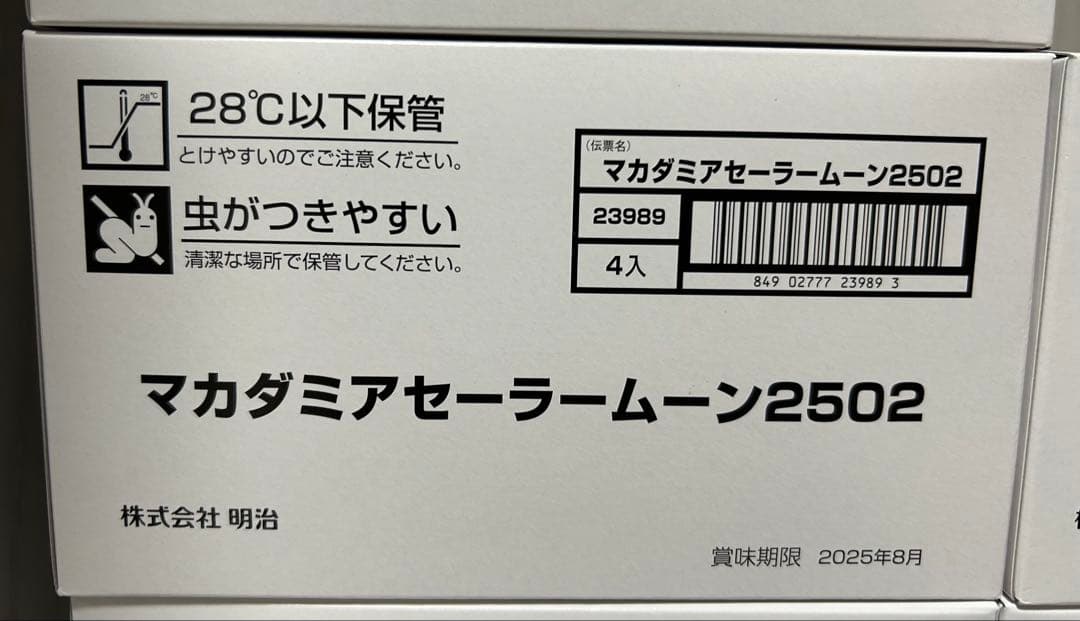 28℃
28℃以下保管
とけやすいのでご注意ください。
虫がつきやすい
清潔な場所で保管してください。
(伝票名)
マカダミアセーラームーン2502
23989
4入
849 02777 23989 3
マカダミアセーラームーン2502
株式会社 明治
賞味期限 2025年8月